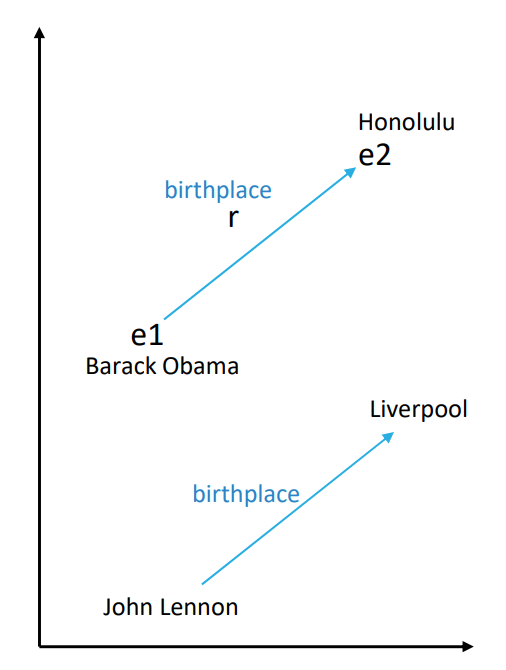 Honolulu
e2
birthplace
r
e1
Barack Obama
Liverpool
birthplace
John Lennon